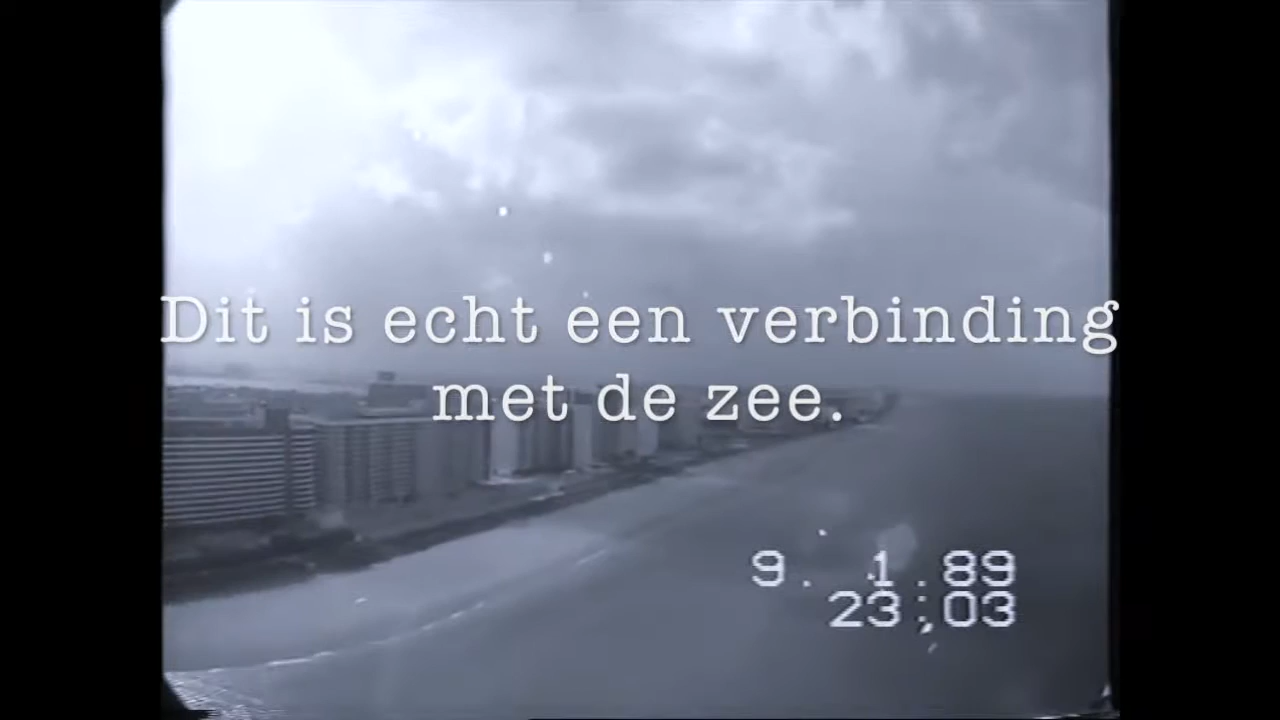 Dit is echt een verbinding
met de zee.
9. 1.89
23:03